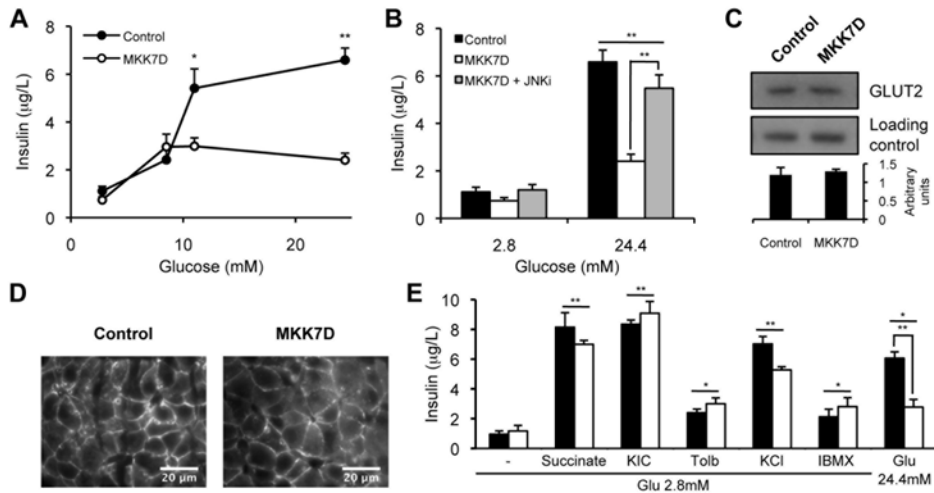 A
Insulin (µg/L)
8
6
4
2
0
Control
MKK7D
*
**
0
10
20
Glucose (mM)
B
Insulin (µg/L)
8
6
4
2
0
Control
MKK7D
MKK7D + JNKi
**
**
2.8
24.4
Glucose (mM)
C
Control
MKK7D
GLUT2
Loading
control
1.5
1
0.5
0
Arbitrary
units
Control
MKK7D
D
Control
MKK7D
20 µm
20 µm
E
Insulin (µg/L)
10
8
6
4
2
0
**
**
*
**
*
*
**
-
Succinate
KIC
Tolb
KCl
IBMX
Glu
24.4mM
Glu 2.8mM